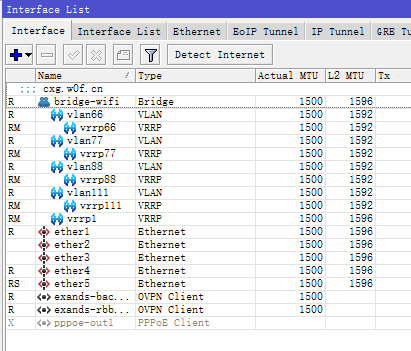 Interface List
Interface Interface List Ethernet EoIP Tunnel IP Tunnel GRE Tu
Detect Internet
Name / Type Actual MTU L2 MTU Tx
::: cxg.w0f.cn
R bridge-wifi Bridge 1500 1596
R vlan66 VLAN 1500 1592
RM vrrp66 VRRP 1500 1592
R vlan77 VLAN 1500 1592
RM vrrp77 VRRP 1500 1592
R vlan88 VLAN 1500 1592
RM vrrp88 VRRP 1500 1592
R vlan111 VLAN 1500 1592
RM vrrp111 VRRP 1500 1592
RM vrrp1 VRRP 1500 1596
R ether1 Ethernet 1500 1596
ether2 Ethernet 1500 1596
ether3 Ethernet 1500 1596
R ether4 Ethernet 1500 1596
RS ether5 Ethernet 1500 1596
R exands-bac... OVPN Client 1500
R exands-rbb... OVPN Client 1500
X pppoe-out1 PPPoE Client